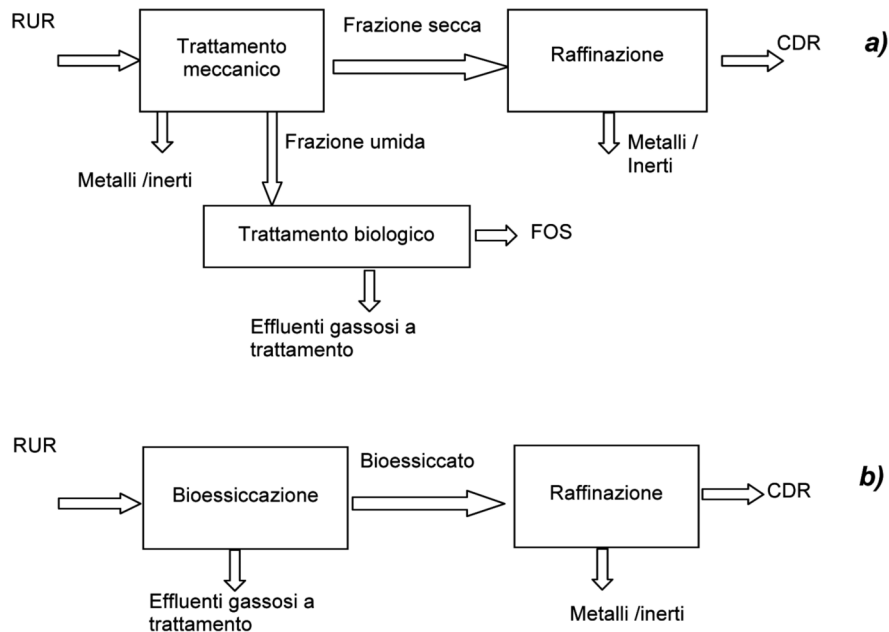 RUR
Trattamento
meccanico
Frazione secca
Raffinazione
CDR
a)
Metalli /inerti
Frazione umida
Metalli /
Inerti
Trattamento biologico
FOS
Effluenti gassosi a
trattamento
RUR
Bioessiccazione
Bioessiccato
Raffinazione
CDR
b)
Effluenti gassosi a
trattamento
Metalli /inerti